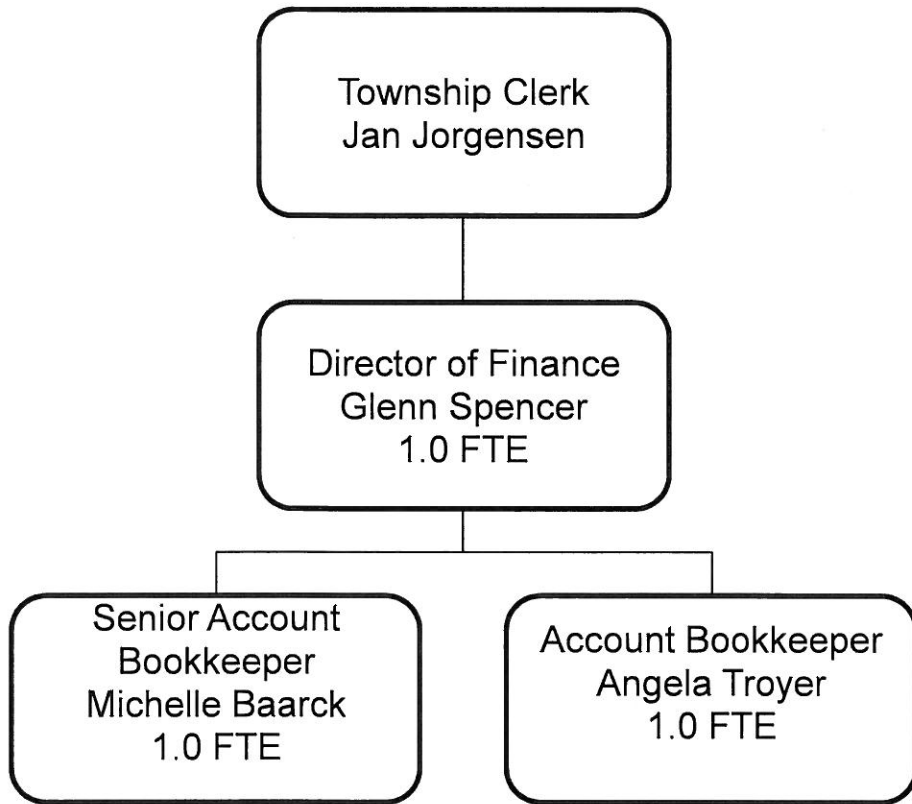 Township Clerk
Jan Jorgensen
Director of Finance
Glenn Spencer
1.0 FTE
Senior Account
Bookkeeper
Michelle Baarck
1.0 FTE
Account Bookkeeper
Angela Troyer
1.0 FTE